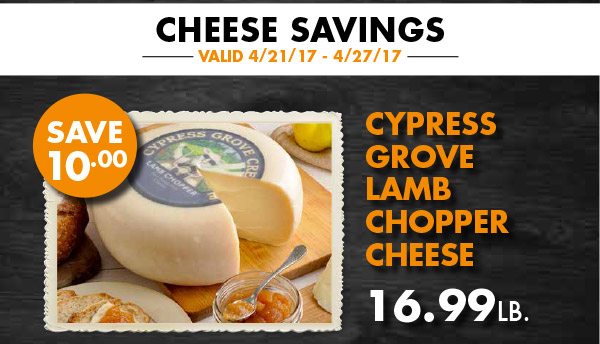 CHEESE SAVINGS
VALID 4/21/17 - 4/27/17
SAVE
10.00
CYPRESS GROVE CRE
LAMB CHOPPER
CYPRESS
GROVE
LAMB
CHOPPER
CHEESE
16.99LB.